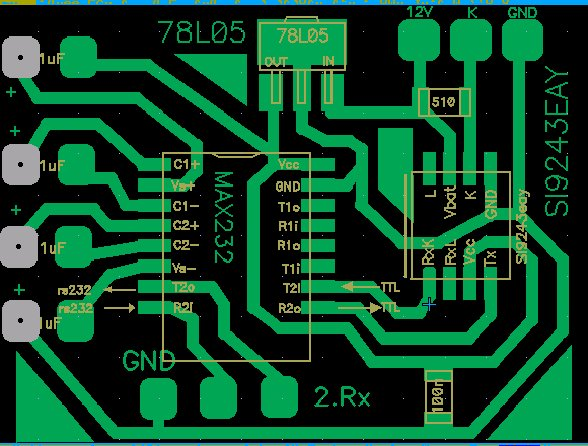 12V K GND
78L05
78L05
OUT IN
1uF
510
SI9243EAY
1uF
C1+ Vcc
Vs+ GND
C1- T1o
C2+ R1i
C2- R1o
Vs- T1i
T2o T2i
R2i R2o
MAX232
L Vbat K GND
RxK RxL Vcc Tx
Si9243eay
1uF
rs232 TTL
rs232 TTL
1uF
GND
2.Rx
100n